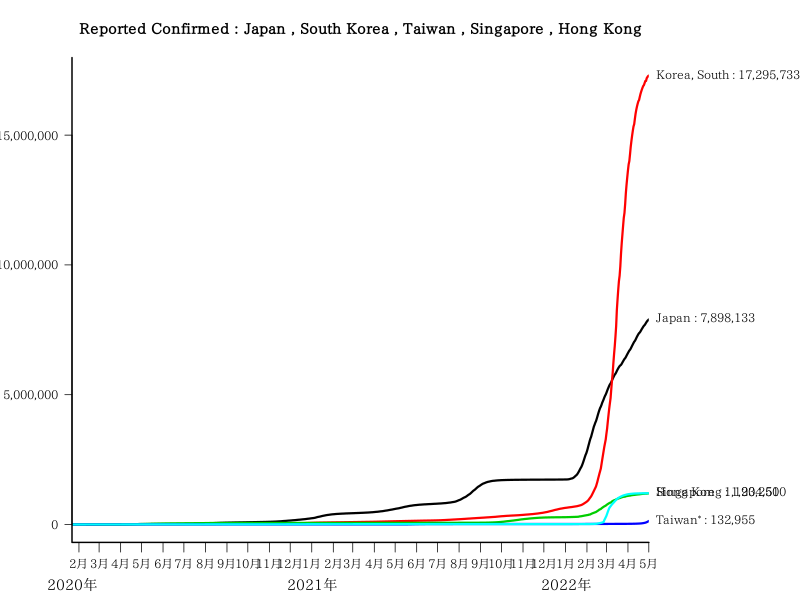 Reported Confirmed : Japan , South Korea , Taiwan , Singapore , Hong Kong
Korea, South : 17,295,733
15,000,000
10,000,000
Japan : 7,898,133
5,000,000
0
Taiwan* : 132,955
2月 3月 4月 5月 6月 7月 8月 9月 10月 11月 12月 1月 2月 3月 4月 5月 6月 7月 8月 9月 10月 11月 12月 1月 2月 3月 4月 5月
2020年 2021年 2022年